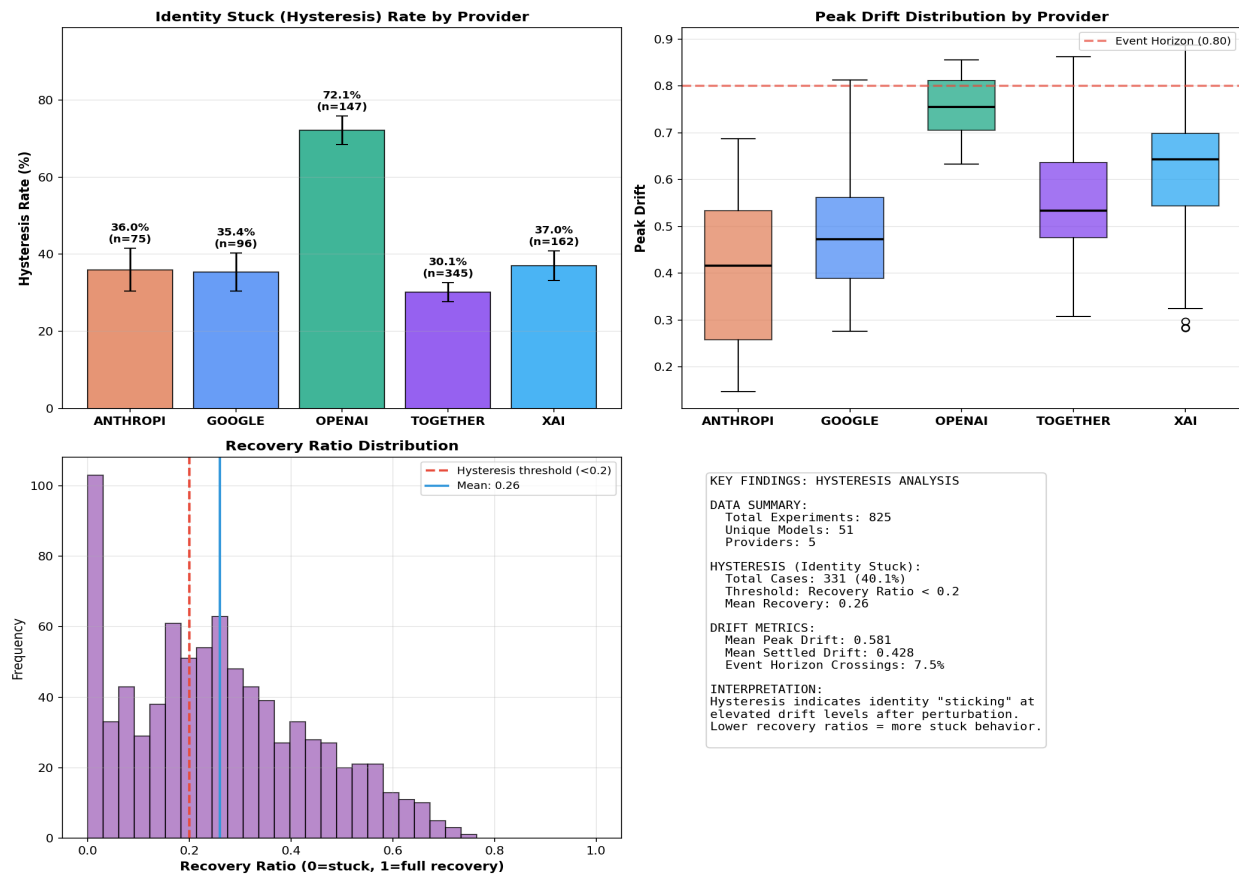 Identity Stuck (Hysteresis) Rate by Provider
Hysteresis Rate (%)
80
60
40
20
0
36.0%
(n=75)
35.4%
(n=96)
72.1%
(n=147)
30.1%
(n=345)
37.0%
(n=162)
ANTHROPI GOOGLE OPENAI TOGETHER XAI
Peak Drift Distribution by Provider
Event Horizon (0.80)
Peak Drift
0.9
0.8
0.7
0.6
0.5
0.4
0.3
0.2
ANTHROPI GOOGLE OPENAI TOGETHER XAI
Recovery Ratio Distribution
Hysteresis threshold (<0.2)
Mean: 0.26
Frequency
100
80
60
40
20
0
0.0 0.2 0.4 0.6 0.8 1.0
Recovery Ratio (0=stuck, 1=full recovery)
KEY FINDINGS: HYSTERESIS ANALYSIS
DATA SUMMARY:
Total Experiments: 825
Unique Models: 51
Providers: 5
HYSTERESIS (Identity Stuck):
Total Cases: 331 (40.1%)
Threshold: Recovery Ratio < 0.2
Mean Recovery: 0.26
DRIFT METRICS:
Mean Peak Drift: 0.581
Mean Settled Drift: 0.428
Event Horizon Crossings: 7.5%
INTERPRETATION:
Hysteresis indicates identity "sticking" at
elevated drift levels after perturbation.
Lower recovery ratios = more stuck behavior.